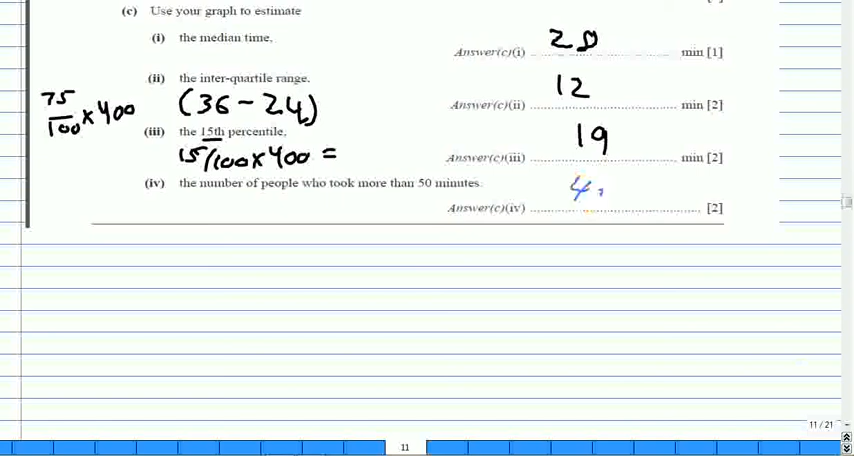 (c) Use your graph to estimate
(i) the median time,
Answer(c)(i) 28 min [1]
(ii) the inter-quartile range.
75/100 × 400
(36 - 24)
Answer(c)(ii) 12 min [2]
(iii) the 15th percentile,
15/100 × 400 =
Answer(c)(iii) 19 min [2]
(iv) the number of people who took more than 50 minutes.
Answer(c)(iv) 4 [2]
11 / 21
11